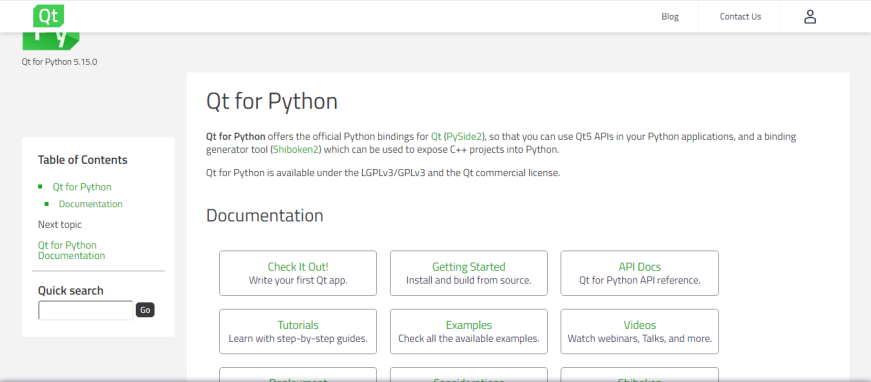 Qt
Blog
Contact Us
Py
Qt for Python 5.15.0
Table of Contents
Qt for Python
Documentation
Next topic
Qt for Python
Documentation
Quick search
Go
Qt for Python
Qt for Python offers the official Python bindings for Qt (PySide2), so that you can use Qt5 APIs in your Python applications, and a binding
generator tool (Shiboken2) which can be used to expose C++ projects into Python.
Qt for Python is available under the LGPLv3/GPLv3 and the Qt commercial license.
Documentation
Check It Out!
Write your first Qt app.
Getting Started
Install and build from source.
API Docs
Qt for Python API reference.
Tutorials
Learn with step-by-step guides.
Examples
Check all the available examples.
Videos
Watch webinars, Talks, and more.
Deployment
Considerations
Shiboken